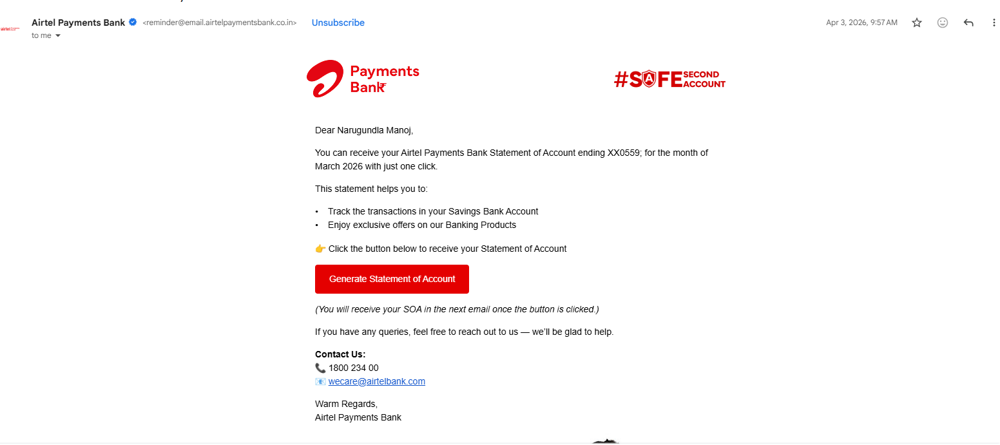 Airtel Payments Bank <reminder@email.airtelpaymentsbank.co.in> Unsubscribe Apr 3, 2026, 9:57 AM
to me
airtel
Payments
Bank
#SAFE SECOND
ACCOUNT
Dear Narugundla Manoj,
You can receive your Airtel Payments Bank Statement of Account ending XX0559; for the month of
March 2026 with just one click.
This statement helps you to:
• Track the transactions in your Savings Bank Account
• Enjoy exclusive offers on our Banking Products
👉 Click the button below to receive your Statement of Account
Generate Statement of Account
(You will receive your SOA in the next email once the button is clicked.)
If you have any queries, feel free to reach out to us — we’ll be glad to help.
Contact Us:
📞 1800 234 00
📧 wecare@airtelbank.com
Warm Regards,
Airtel Payments Bank